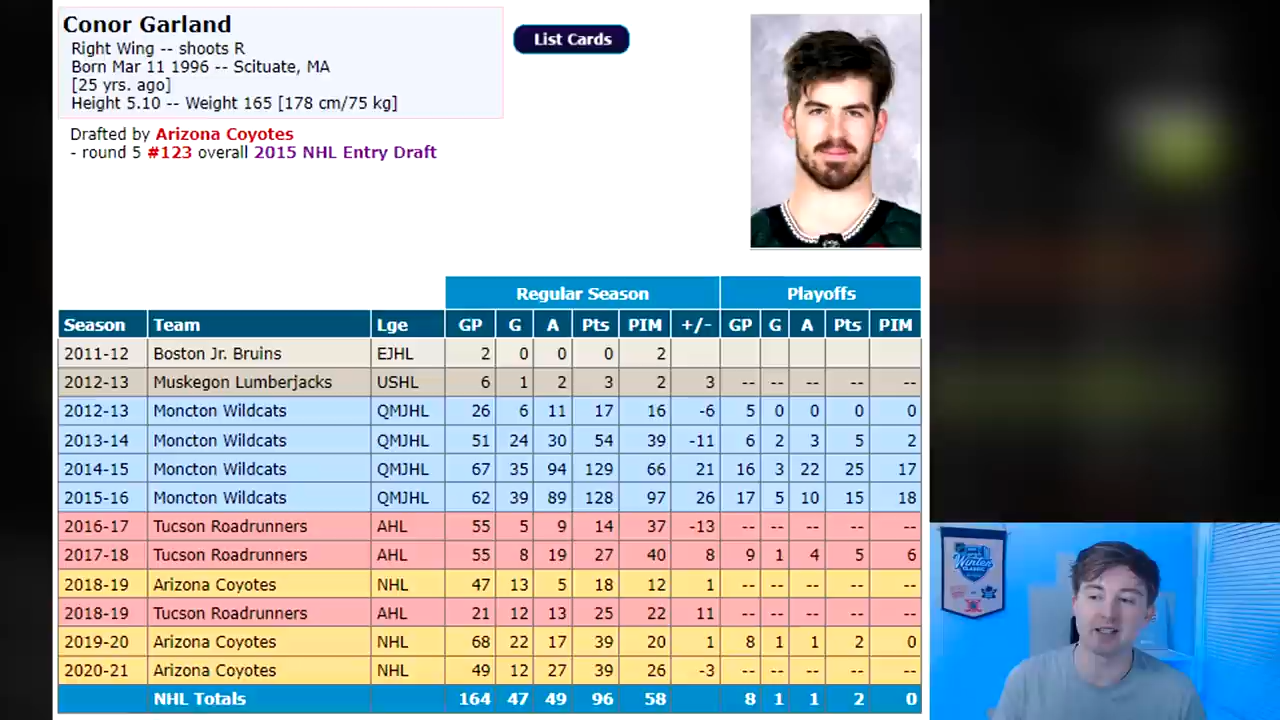 Conor Garland
Right Wing -- shoots R
Born Mar 11 1996 -- Scituate, MA
[25 yrs. ago]
Height 5.10 -- Weight 165 [178 cm/75 kg]
List Cards
Drafted by Arizona Coyotes
- round 5 #123 overall 2015 NHL Entry Draft
Regular Season Playoffs
Season Team Lge GP G A Pts PIM +/- GP G A Pts PIM
2011-12 Boston Jr. Bruins EJHL 2 0 0 0 2
2012-13 Muskegon Lumberjacks USHL 6 1 2 3 2 3 -- -- -- -- --
2012-13 Moncton Wildcats QMJHL 26 6 11 17 16 -6 5 0 0 0 0
2013-14 Moncton Wildcats QMJHL 51 24 30 54 39 -11 6 2 3 5 2
2014-15 Moncton Wildcats QMJHL 67 35 94 129 66 21 16 3 22 25 17
2015-16 Moncton Wildcats QMJHL 62 39 89 128 97 26 17 5 10 15 18
2016-17 Tucson Roadrunners AHL 55 5 9 14 37 -13 -- -- -- -- --
2017-18 Tucson Roadrunners AHL 55 8 19 27 40 8 9 1 4 5 6
2018-19 Arizona Coyotes NHL 47 13 5 18 12 1 -- -- -- -- --
2018-19 Tucson Roadrunners AHL 21 12 13 25 22 11 -- -- -- -- --
2019-20 Arizona Coyotes NHL 68 22 17 39 20 1 8 1 1 2 0
2020-21 Arizona Coyotes NHL 49 12 27 39 26 -3 -- -- -- -- --
NHL Totals 164 47 49 96 58 8 1 1 2 0
Winter
Classic